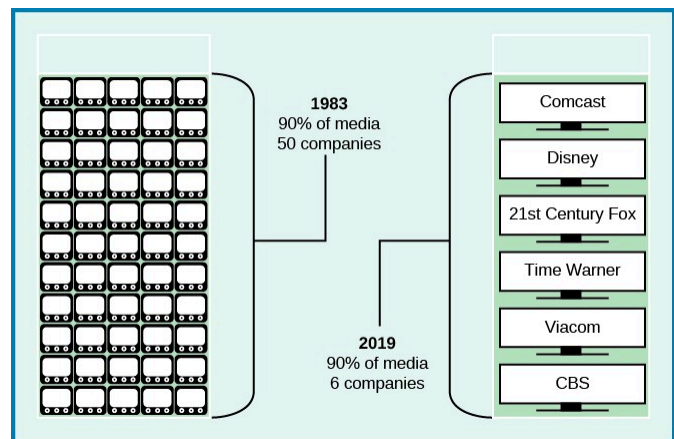 1983
90% of media
50 companies
2019
90% of media
6 companies
Comcast
Disney
21st Century Fox
Time Warner
Viacom
CBS